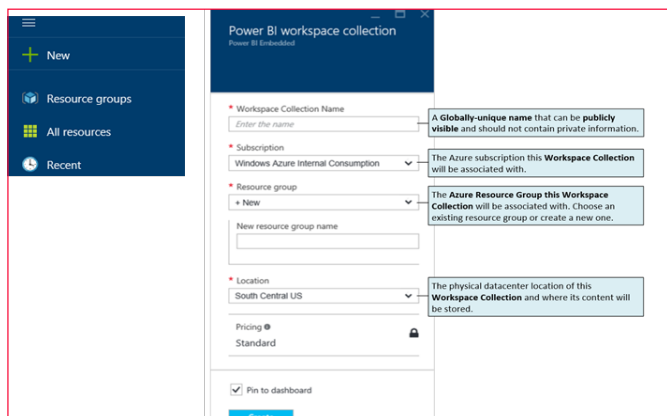 New
Resource groups
All resources
Recent
Power BI workspace collection
Power BI Embedded
* Workspace Collection Name
Enter the name
* Subscription
Windows Azure Internal Consumption
* Resource group
+ New
New resource group name
* Location
South Central US
Pricing
Standard
Pin to dashboard
Create
A Globally-unique name that can be publicly
visible and should not contain private information.
The Azure subscription this Workspace Collection
will be associated with.
The Azure Resource Group this Workspace
Collection will be associated with. Choose an
existing resource group or create a new one.
The physical datacenter location of this
Workspace Collection and where its content will
be stored.